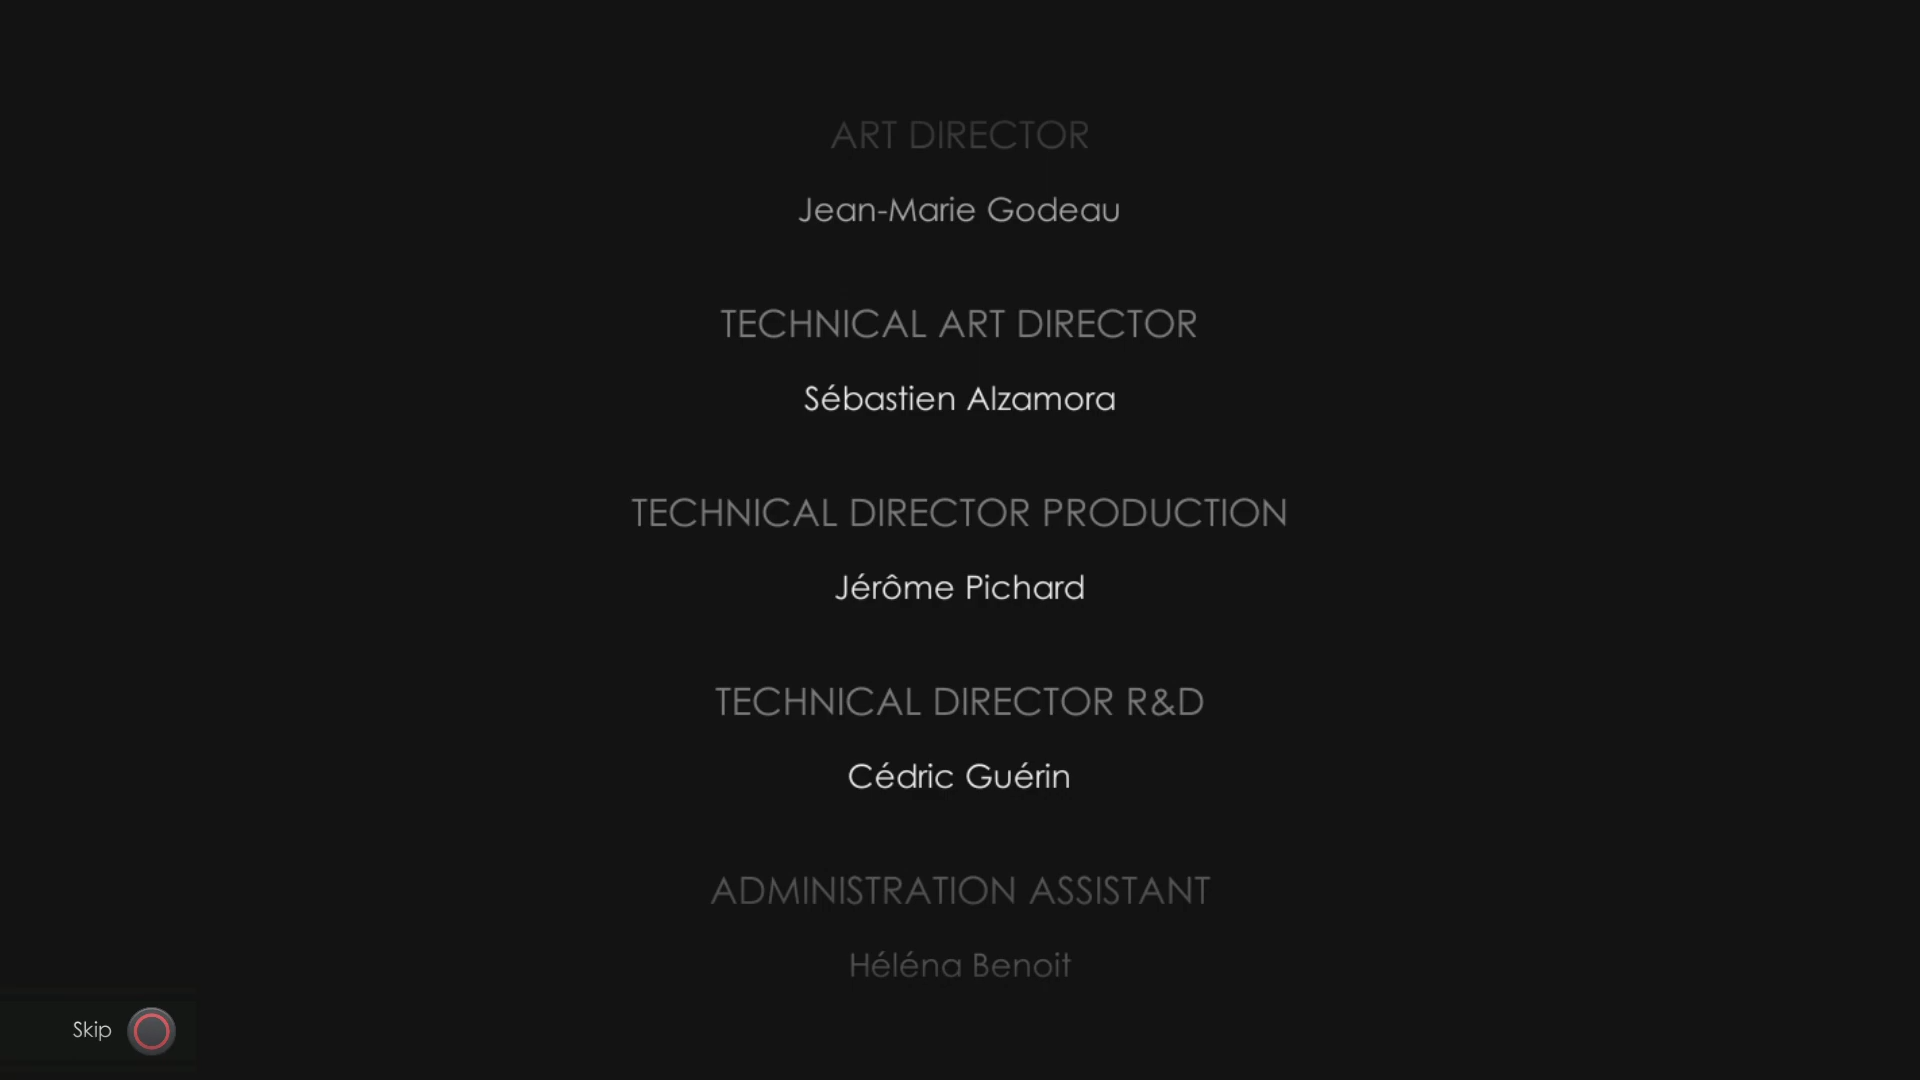 ART DIRECTOR
Jean-Marie Godeau
TECHNICAL ART DIRECTOR
Sébastien Alzamora
TECHNICAL DIRECTOR PRODUCTION
Jérôme Pichard
TECHNICAL DIRECTOR R&D
Cédric Guérin
ADMINISTRATION ASSISTANT
Héléna Benoit
Skip